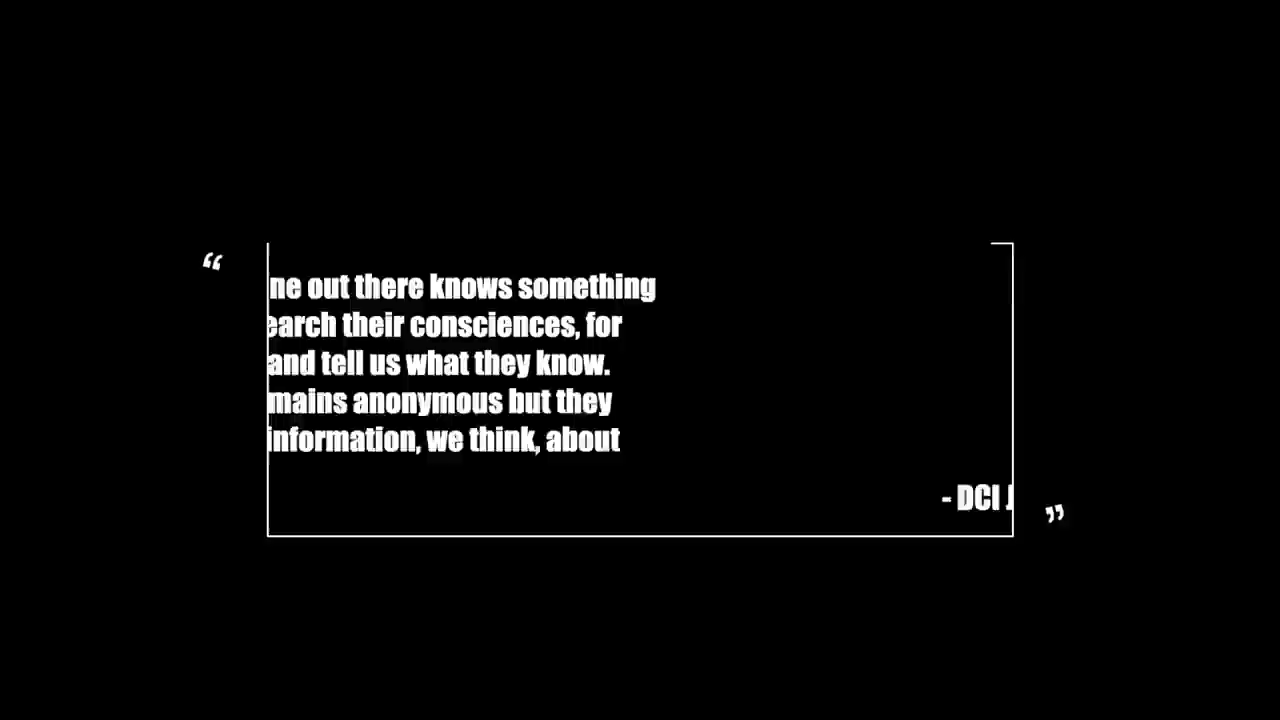 “
ne out there knows something
earch their consciences, for
and tell us what they know.
mains anonymous but they
information, we think, about
- DCI J
”